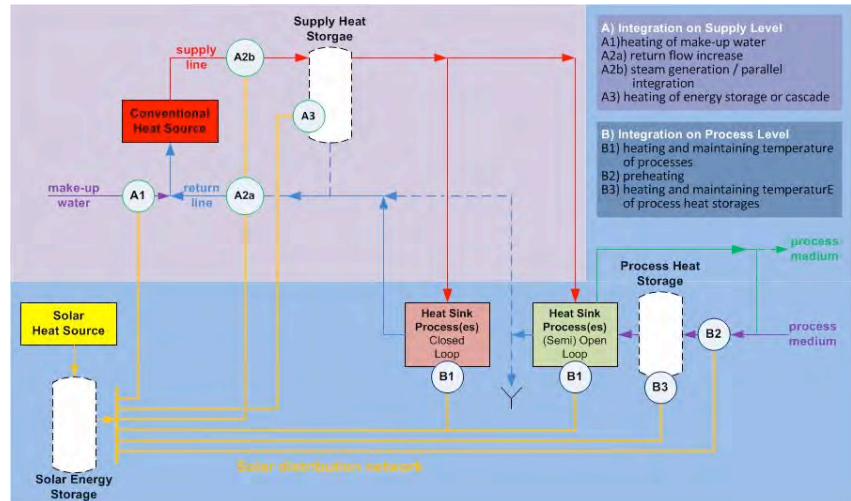 Supply Heat
Storgae
supply
line
A2b
A3
Conventional
Heat Source
make-up
water
A1
return
line
A2a
A) Integration on Supply Level
A1)heating of make-up water
A2a) return flow increase
A2b) steam generation / parallel
integration
A3) heating of energy storage or cascade
B) Integration on Process Level
B1) heating and maintaining temperature
of processes
B2) preheating
B3) heating and maintaining temperaturE
of process heat storages
process
madium
Process Heat
Storage
Solar
Heat Source
Heat Sink
Process(es)
Closed
Loop
B1
Heat Sink
Process(es)
(Semi) Open
Loop
B1
B3
B2
process
medium
Solar Energy
Storage
Solar distribution network